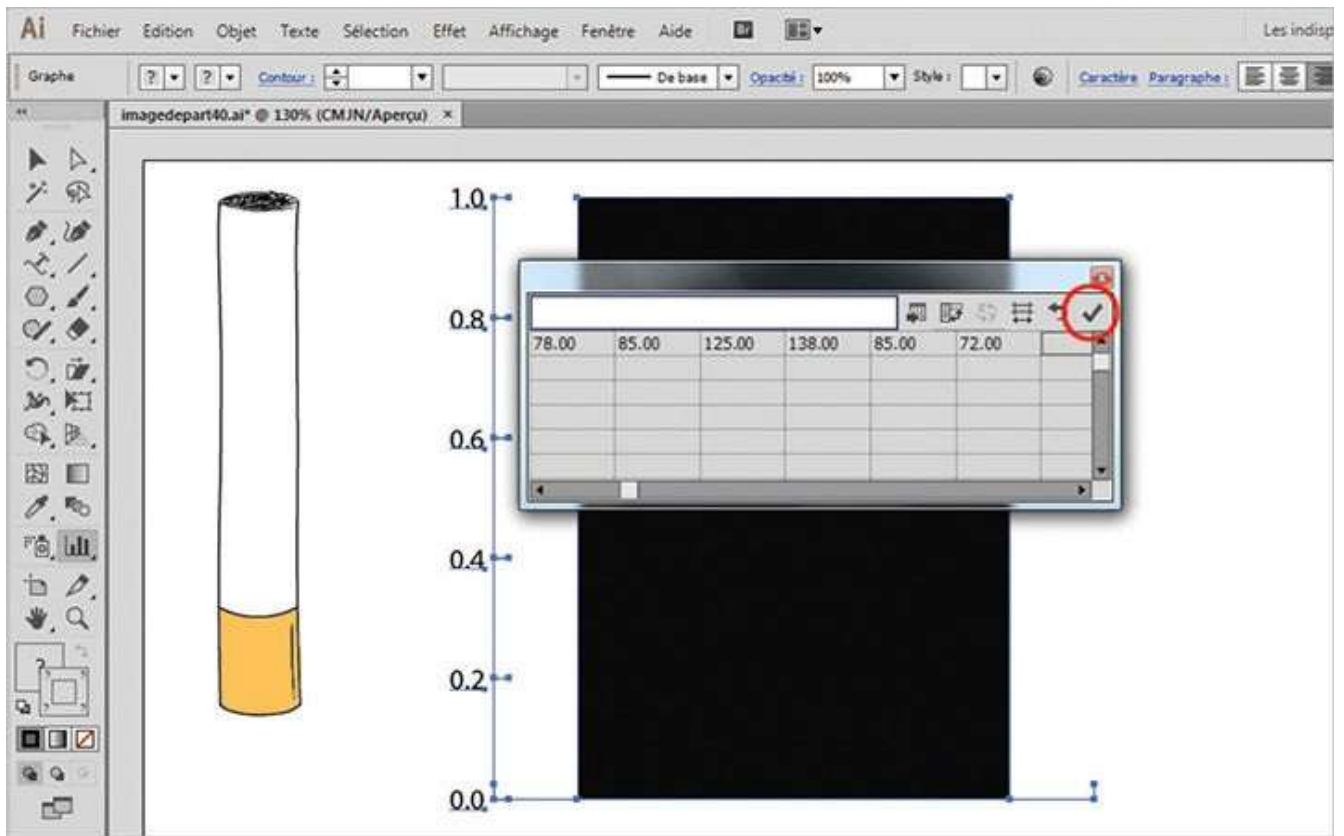 Ai Fichier Edition Objet Texte Sélection Effet Affichage Fenêtre Aide Br Les indisp
Graphe ? ? Contour : De base Opacité : 100% Style : Caractère Paragraphe :
imagedepart40.ai* @ 130% (CMJN/Aperçu) ×
1.0
0.8
78.00 85.00 125.00 138.00 85.00 72.00
0.6
0.4
?
0.2
0.0